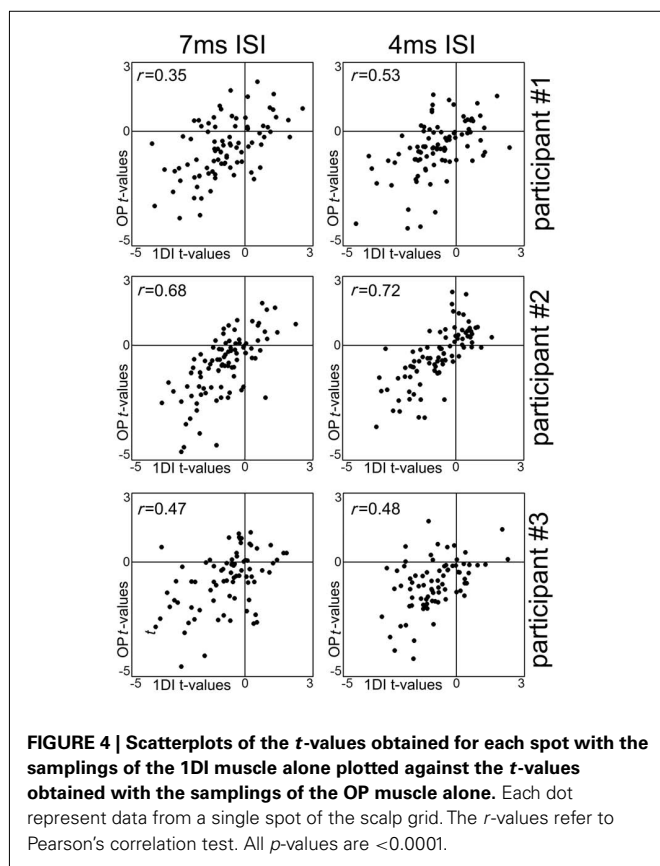 7ms ISI 4ms ISI
3 3
r=0.35 r=0.53
0 0
OP t-values OP t-values
participant #1
-5 -5
-5 1DI t-values 0 3 -5 1DI t-values 0 3
3 3
r=0.68 r=0.72
0 0
OP t-values OP t-values
participant #2
-5 -5
-5 1DI t-values 0 3 -5 1DI t-values 0 3
3 3
r=0.47 r=0.48
0 0
OP t-values OP t-values
participant #3
t
-5 -5
-5 1DI t-values 0 3 -5 1DI t-values 0 3
FIGURE 4 | Scatterplots of the t-values obtained for each spot with the
samplings of the 1DI muscle alone plotted against the t-values
obtained with the samplings of the OP muscle alone. Each dot
represent data from a single spot of the scalp grid. The r-values refer to
Pearson's correlation test. All p-values are <0.0001.